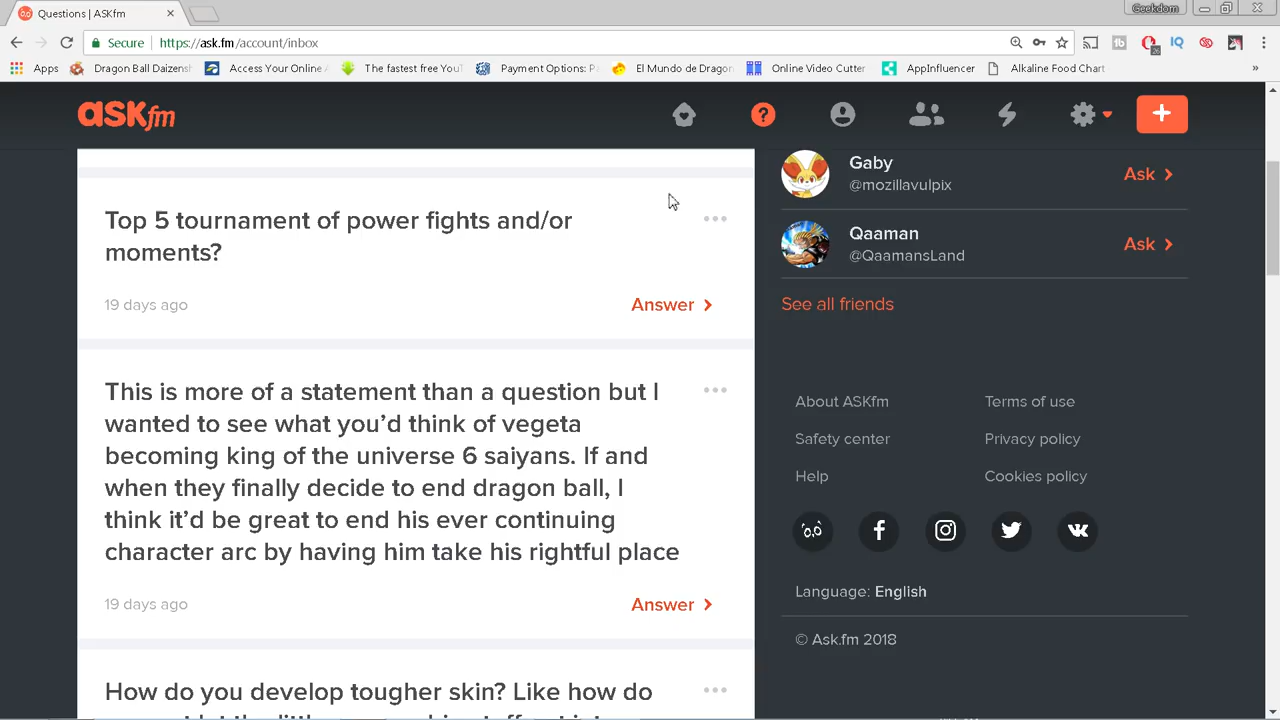 Questions | ASKfm
Geekdom
Secure
https://ask.fm/account/inbox
Apps
Dragon Ball Daizensh
Access Your Online A
The fastest free YouT
Payment Options: Pa
El Mundo de Dragon
Online Video Cutter
AppInfluencer
Alkaline Food Chart
»
ASKfm
Top 5 tournament of power fights and/or
moments?
19 days ago
Answer
This is more of a statement than a question but I
wanted to see what you’d think of vegeta
becoming king of the universe 6 saiyans. If and
when they finally decide to end dragon ball, I
think it’d be great to end his ever continuing
character arc by having him take his rightful place
19 days ago
Answer
How do you develop tougher skin? Like how do
Gaby
@mozillavulpix
Ask
Qaaman
@QaamansLand
Ask
See all friends
About ASKfm
Terms of use
Safety center
Privacy policy
Help
Cookies policy
Language: English
© Ask.fm 2018